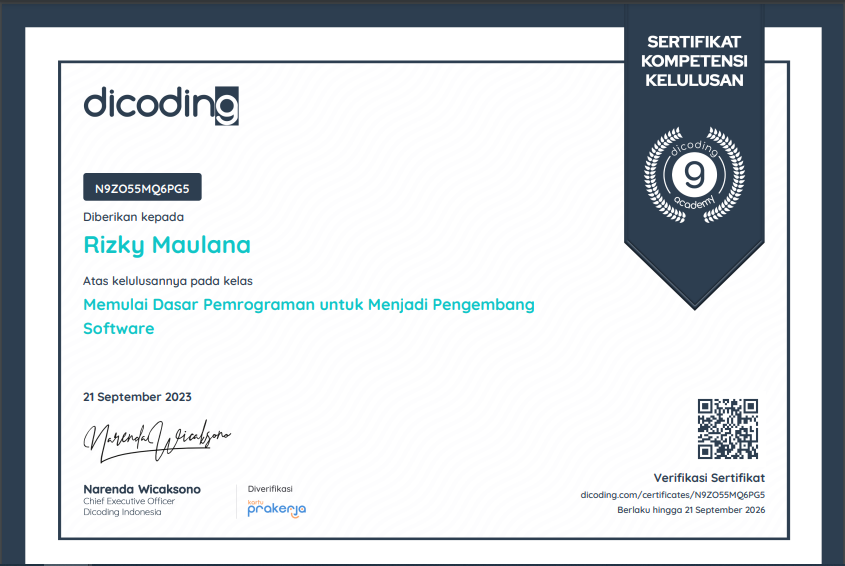 SERTIFIKAT
KOMPETENSI
KELULUSAN
dicoding
dicoding
9
academy
N9ZO55MQ6PG5
Diberikan kepada
Rizky Maulana
Atas kelulusannya pada kelas
Memulai Dasar Pemrograman untuk Menjadi Pengembang
Software
21 September 2023
Narenda Wicaksono
Narenda Wicaksono
Chief Executive Officer
Dicoding Indonesia
Diverifikasi
kartu
prakerja
Verifikasi Sertifikat
dicoding.com/certificates/N9ZO55MQ6PG5
Berlaku hingga 21 September 2026